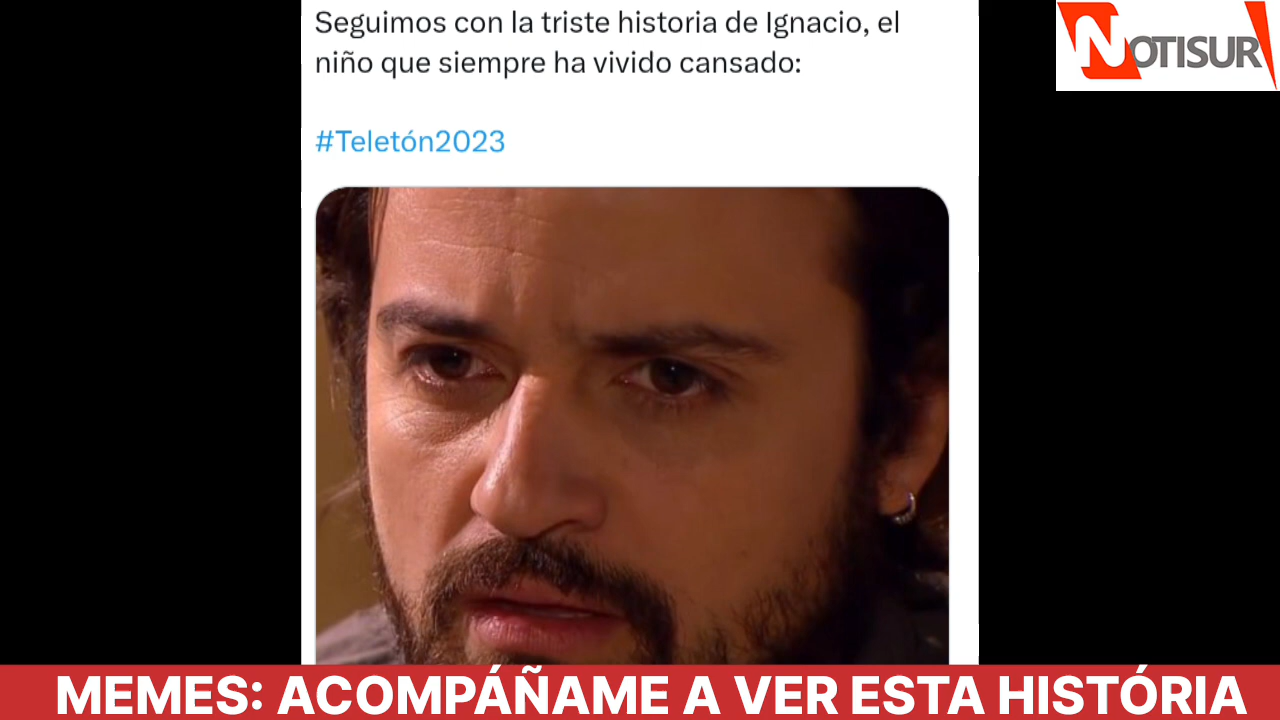 Seguimos con la triste historia de Ignacio, el
niño que siempre ha vivido cansado:
#Teletón2023
NOTISUR
MEMES: ACOMPÁÑAME A VER ESTA HISTÓRIA